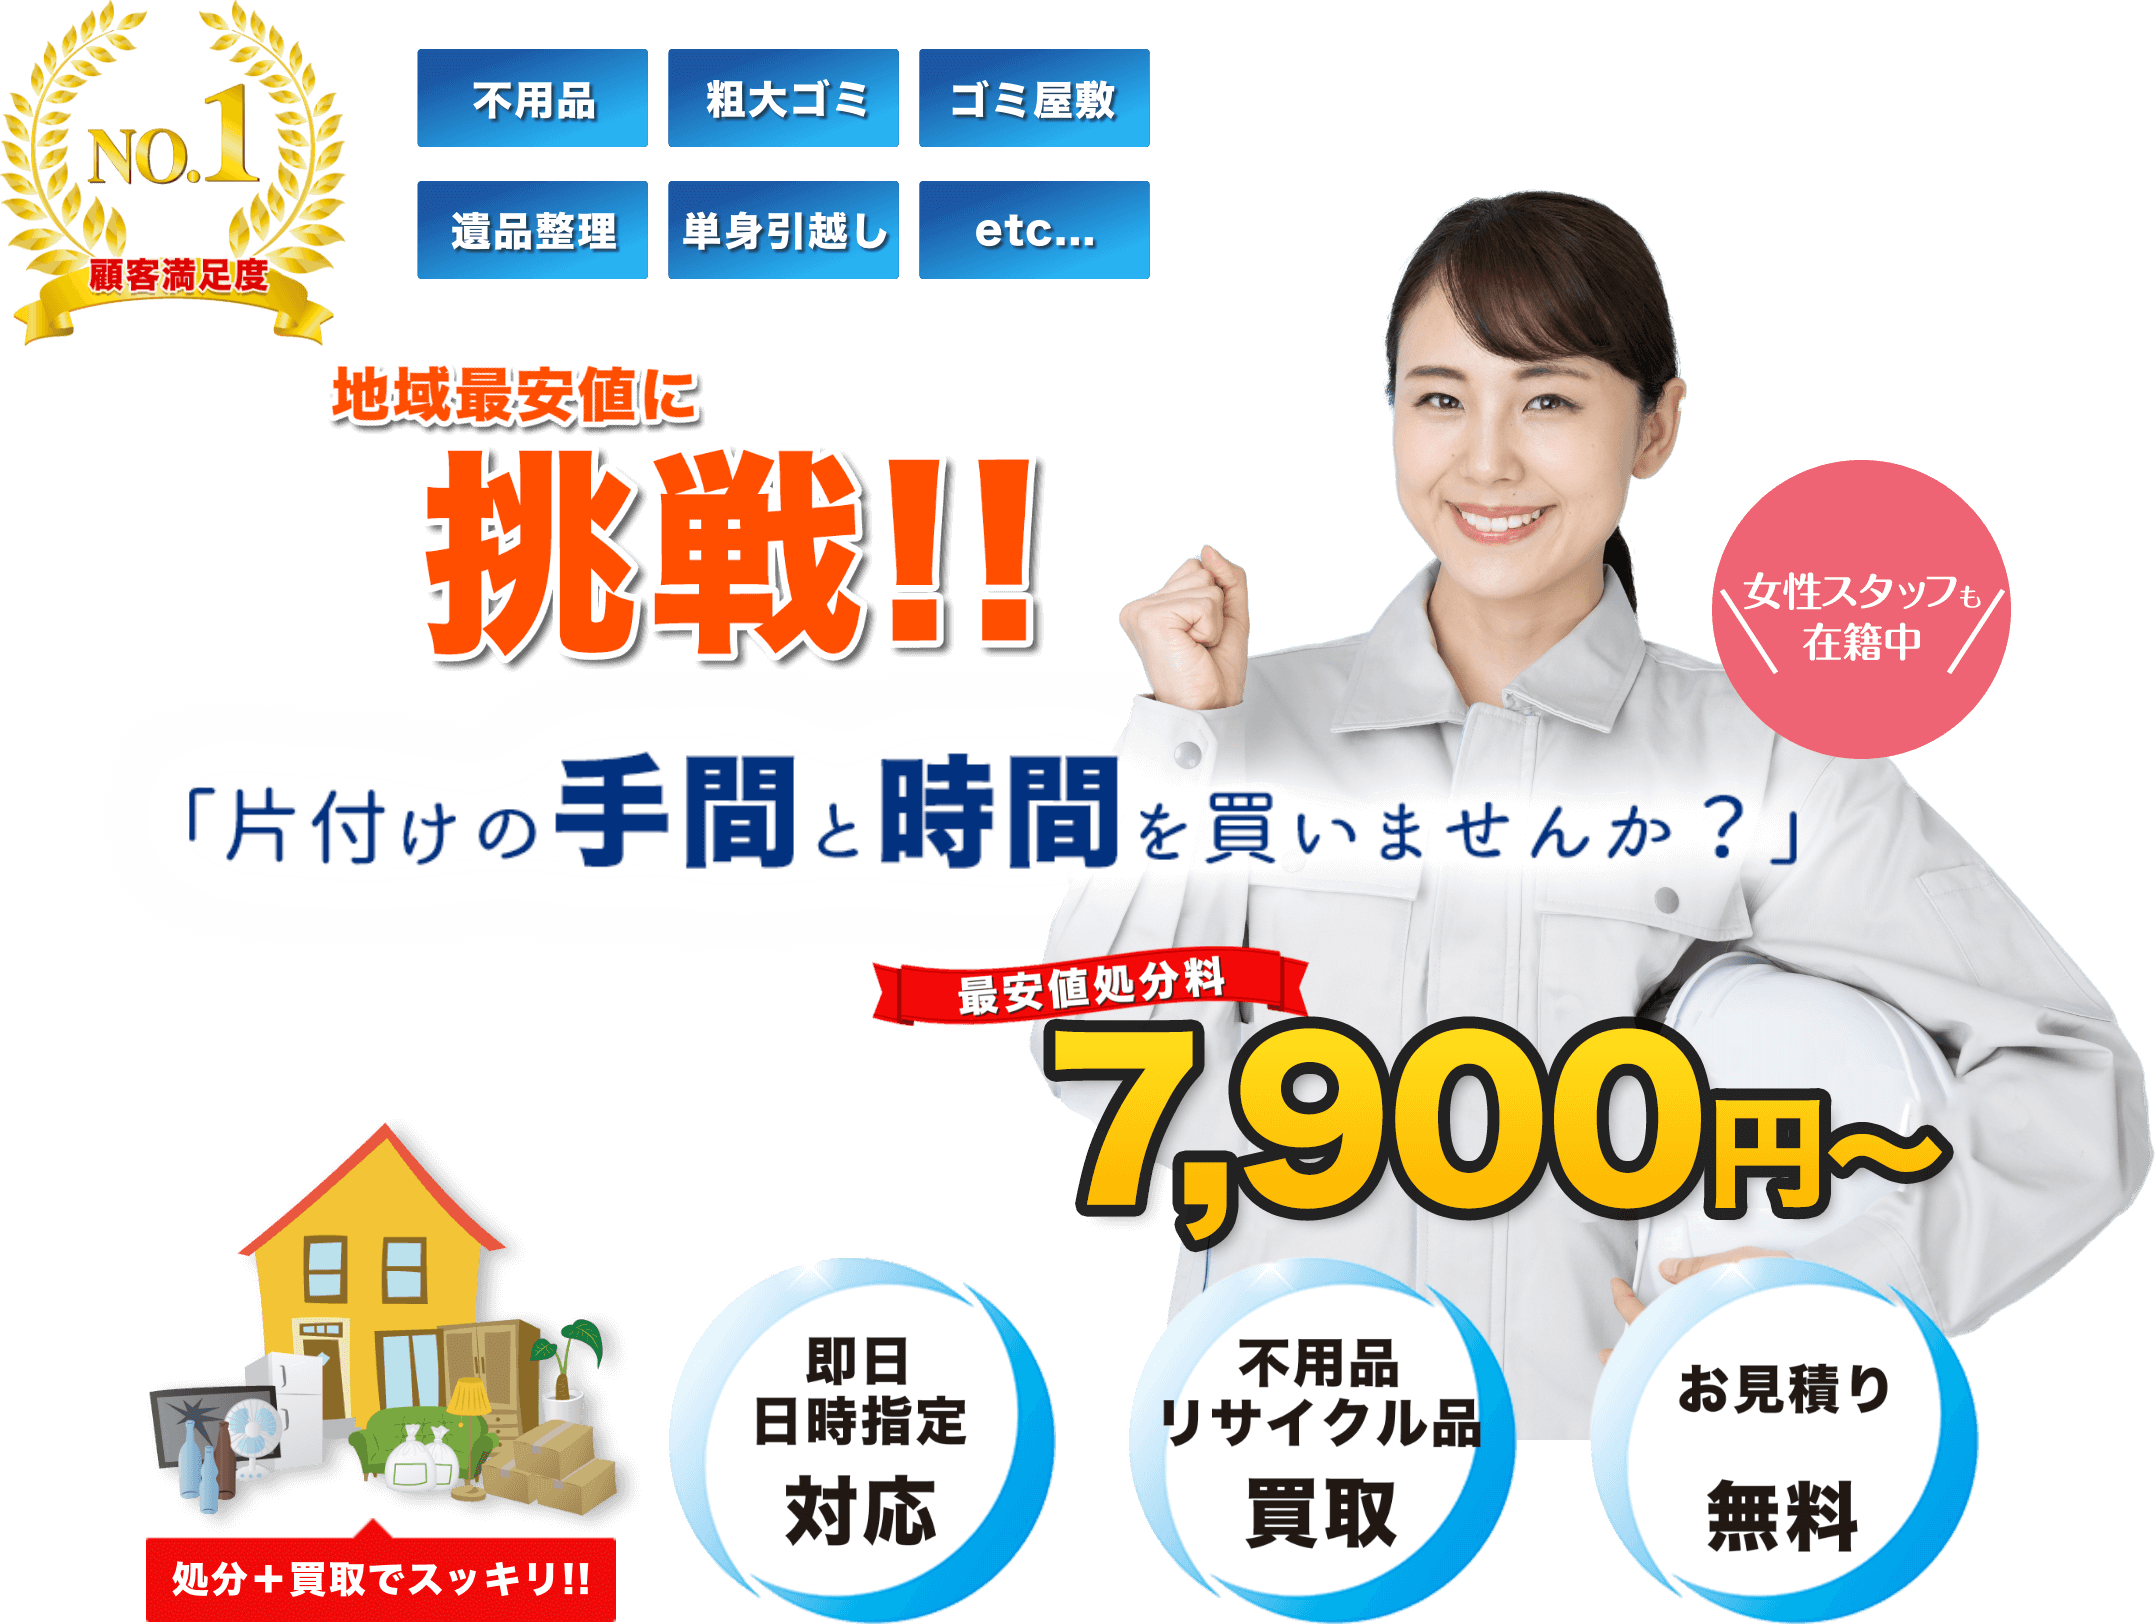 NO.1
顧客満足度
不用品
粗大ゴミ
ゴミ屋敷
遺品整理
単身引越し
etc...
地域最安値に
挑戦!!
女性スタッフも
在籍中
「片付けの手間と時間を買いませんか?」
最安値処分料
7,900円～
即日
日時指定
対応
不用品
リサイクル品
買取
お見積り
無料
処分＋買取でスッキリ!!